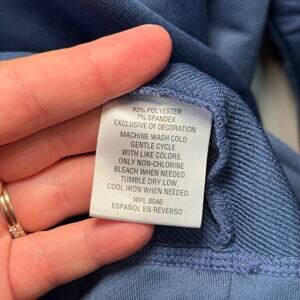 93% POLYESTER
7% SPANDEX
EXCLUSIVE OF DECORATION
MACHINE WASH COLD
GENTLE CYCLE
WITH LIKE COLORS.
ONLY NON-CHLORINE
BLEACH WHEN NEEDED.
TUMBLE DRY LOW.
COOL IRON WHEN NEEDED.
WPL 8046
ESPAÑOL EN REVERSO